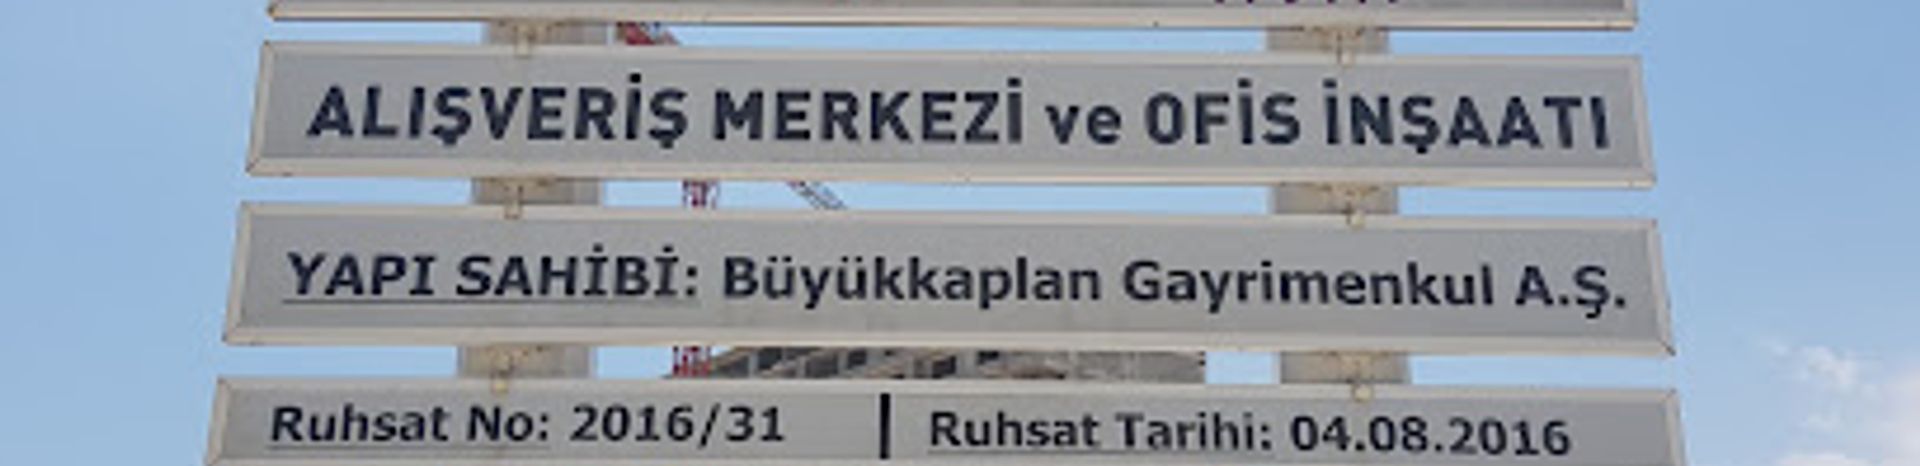 ALIŞVERİŞ MERKEZİ ve OFİS İNŞAATI
YAPI SAHİBİ: Büyükkaplan Gayrimenkul A.Ş.
Ruhsat No: 2016/31 | Ruhsat Tarihi: 04.08.2016